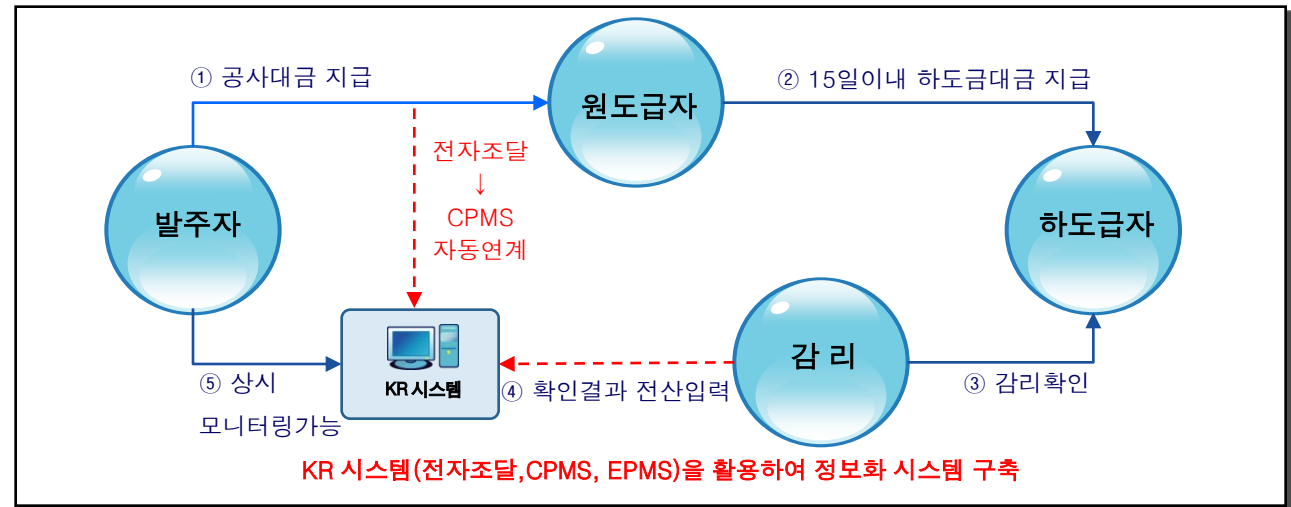 ① 공사대금 지급
원도급자
② 15일이내 하도금대금 지급
전자조달
↓
CPMS
자동연계
발주자
하도급자
감 리
KR 시스템
③ 감리확인
④ 확인결과 전산입력
⑤ 상시
모니터링가능
KR 시스템(전자조달,CPMS, EPMS)을 활용하여 정보화 시스템 구축